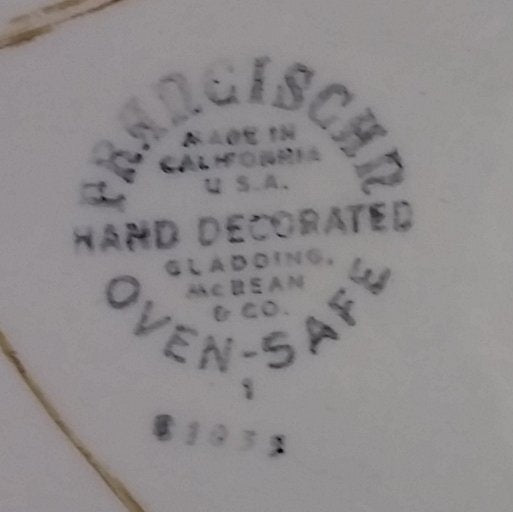 FRANCISCAN
MADE IN
CALIFORNIA
U.S.A.
HAND DECORATED
GLADDING,
McBEAN
& CO.
OVEN-SAFE
1